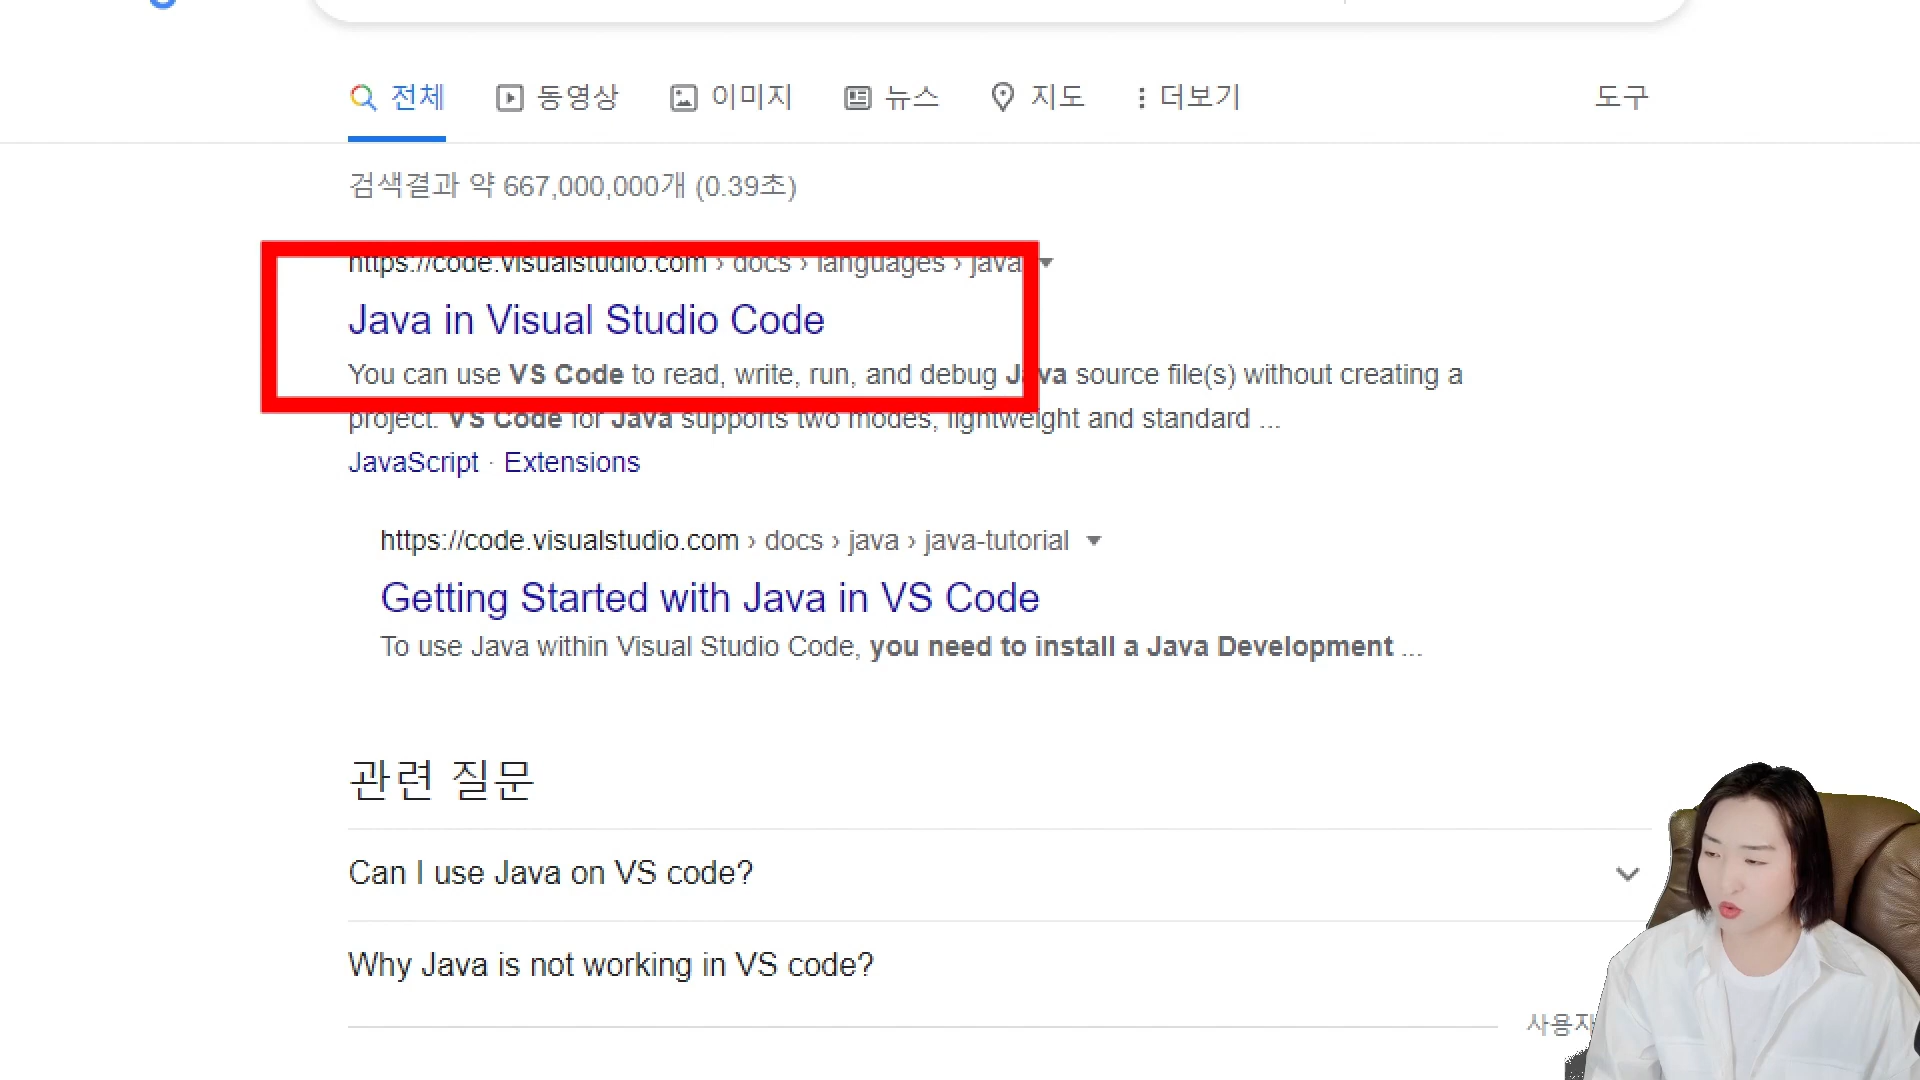 전체 동영상 이미지 뉴스 지도 더보기 도구
검색결과 약 667,000,000개 (0.39초)
https://code.visualstudio.com › docs › languages › java
Java in Visual Studio Code
You can use VS Code to read, write, run, and debug Java source file(s) without creating a
project. VS Code for Java supports two modes, lightweight and standard ...
JavaScript · Extensions
https://code.visualstudio.com › docs › java › java-tutorial
Getting Started with Java in VS Code
To use Java within Visual Studio Code, you need to install a Java Development ...
관련 질문
Can I use Java on VS code?
Why Java is not working in VS code?
사용자